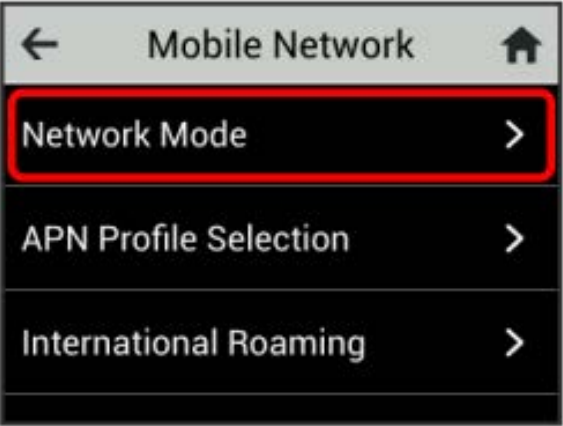 Mobile Network
Network Mode
APN Profile Selection
International Roaming